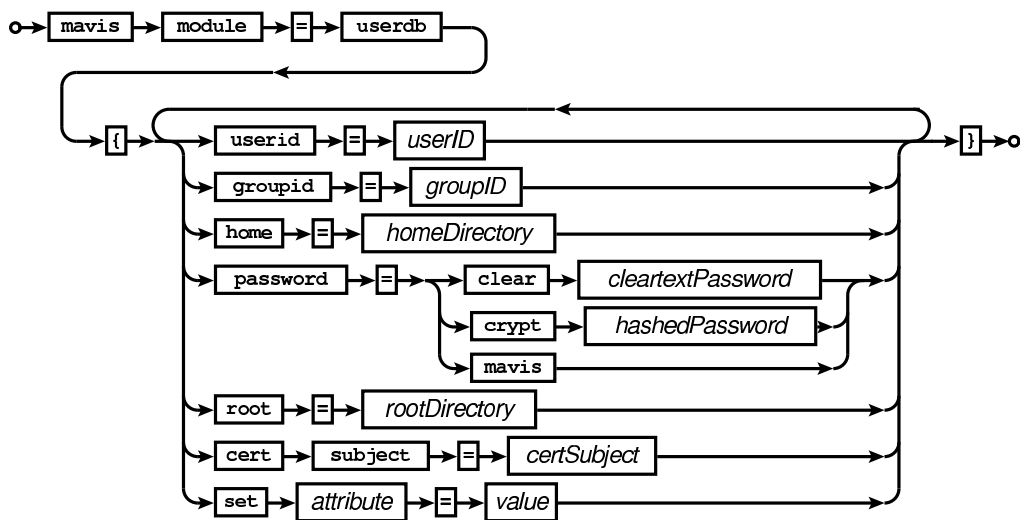 mavis module = userdb
{ userid = userID }
groupid = groupID
home = homeDirectory
password = clear cleartextPassword
crypt hashedPassword
mavis
root = rootDirectory
cert subject = certSubject
set attribute = value